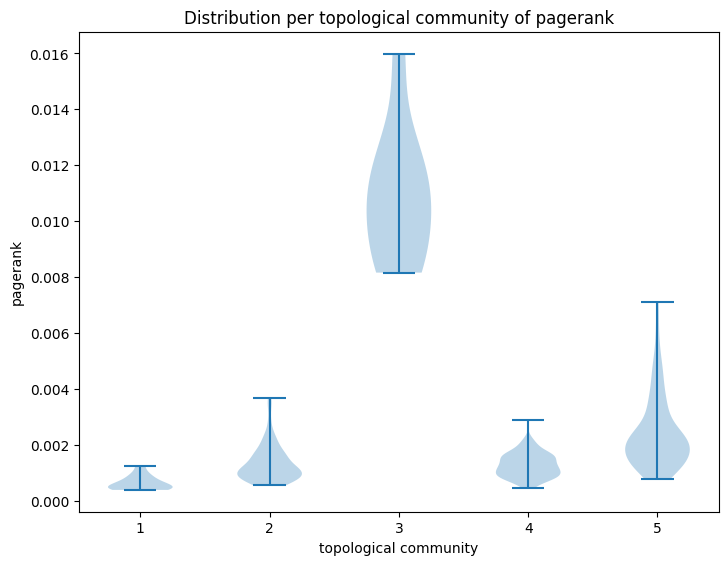 Distribution per topological community of pagerank
0.016
0.014
0.012
0.010
0.008
0.006
0.004
0.002
0.000
pagerank
1 2 3 4 5
topological community